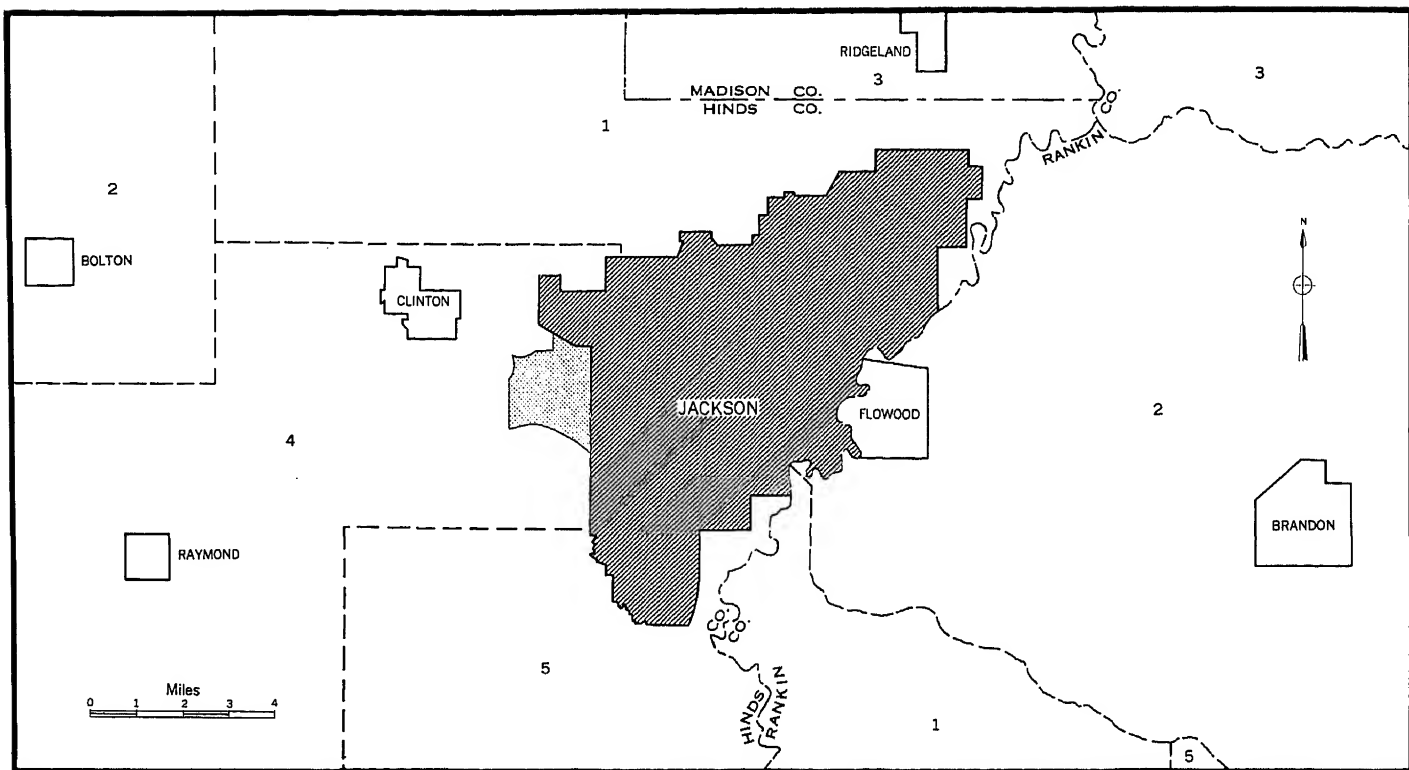 RIDGELAND
3
3
MADISON CO.
HINDS CO.
CO.
RANKIN
1
2
N
BOLTON
CLINTON
JACKSON
FLOWOOD
2
4
BRANDON
RAYMOND
CO.
CO.
5
Miles
0 1 2 3 4
HINDS
RANKIN
1
5